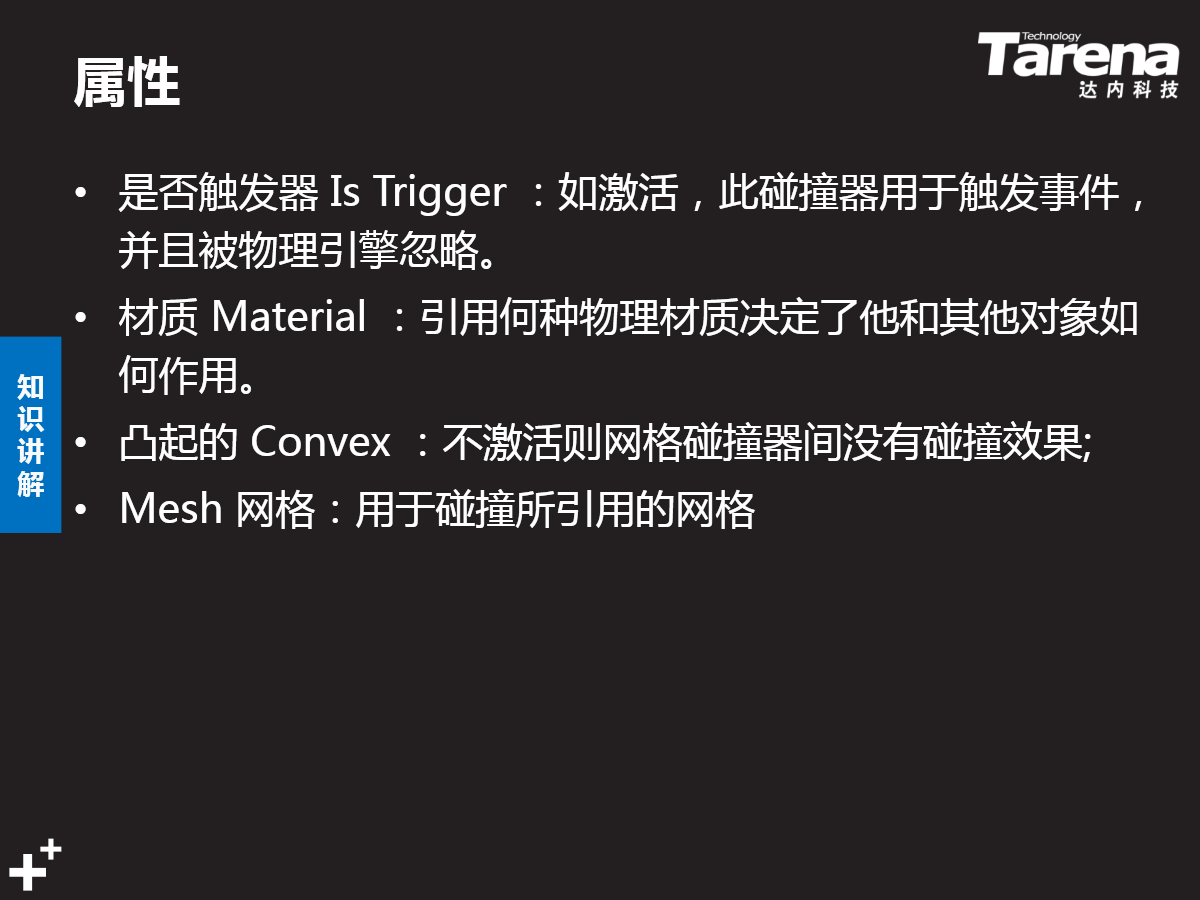 属性
Technology
Tarena
达内科技
• 是否触发器 Is Trigger ：如激活，此碰撞器用于触发事件，
并且被物理引擎忽略。
• 材质 Material ：引用何种物理材质决定了他和其他对象如
何作用。
• 凸起的 Convex ：不激活则网格碰撞器间没有碰撞效果;
• Mesh 网格：用于碰撞所引用的网格
知识讲解